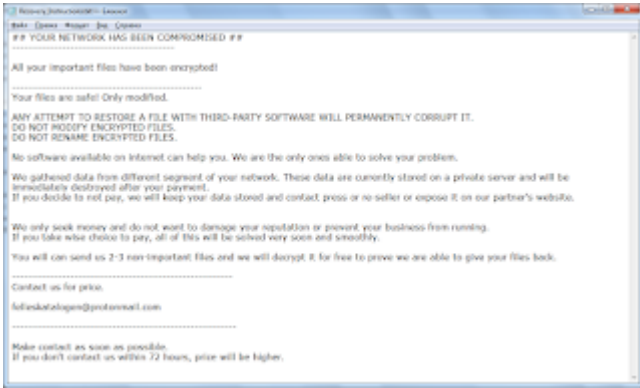 ## YOUR NETWORK HAS BEEN COMPROMISED ##
------------------------------------------
All your important files have been encrypted!
------------------------------------------------
Your files are safe! Only modified.
ANY ATTEMPT TO RESTORE A FILE WITH THIRD-PARTY SOFTWARE WILL PERMANENTLY CORRUPT IT.
DO NOT MODIFY ENCRYPTED FILES.
DO NOT RENAME ENCRYPTED FILES.
No software available on internet can help you. We are the only ones able to solve your problem.
We gathered data from different segment of your network. These data are currently stored on a private server and will be
immediately destroyed after your payment.
If you decide to not pay, we will keep your data stored and contact press or re-seller or expose it on our partner's website.
We only seek money and do not want to damage your reputation or prevent your business from running.
If you take wise choice to pay, all of this will be solved very soon and smoothly.
You will can send us 2-3 non-important files and we will decrypt it for free to prove we are able to give your files back.
--------------------------------------------------------
Contact us for price.
felleskatalogen@protonmail.com
---------------------------------------------------------
Make contact as soon as possible.
If you don't contact us within 72 hours, price will be higher.